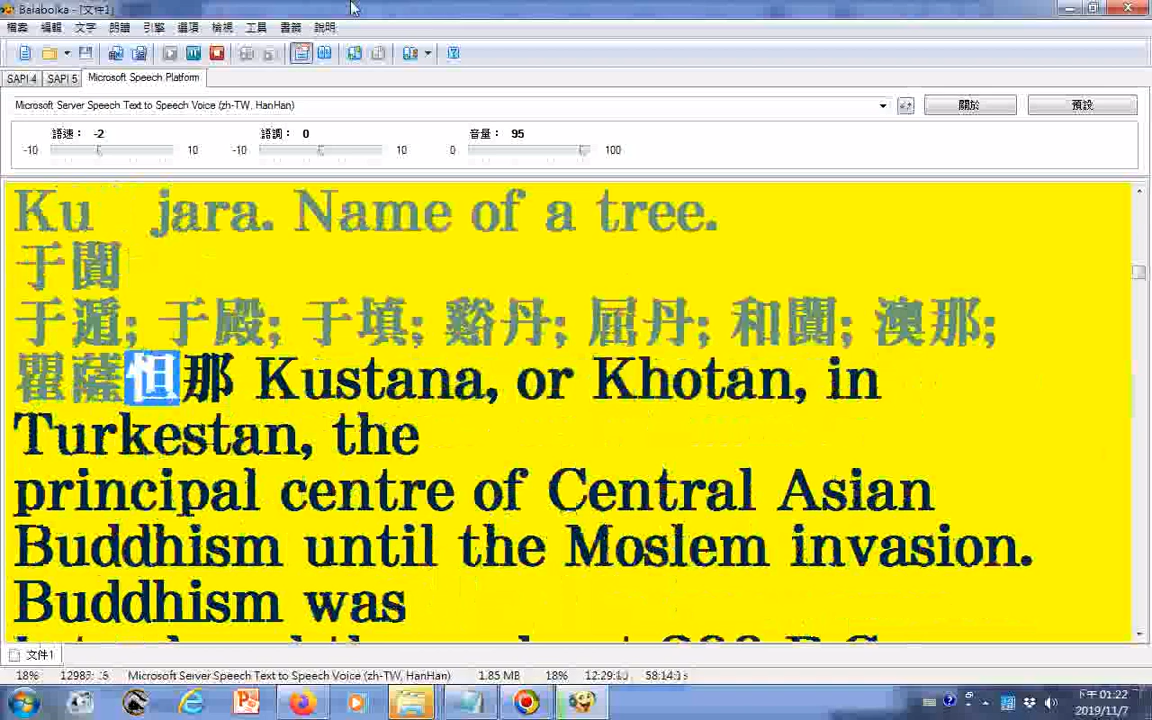 Balabolka - [文件1]
檔案 編輯 文字 朗讀 引擎 選項 檢視 工具 書籤 說明
SAPI 4 SAPI 5 Microsoft Speech Platform
Microsoft Server Speech Text to Speech Voice (zh-TW, HanHan) 關於 預設
語速： -2 語調： 0 音量： 95
-10 10 -10 10 0 100
Ku jara. Name of a tree.
于闐
于遁; 于殿; 于填; 谿丹; 屈丹; 和闐; 澳那;
瞿薩怛那 Kustana, or Khotan, in
Turkestan, the
principal centre of Central Asian
Buddhism until the Moslem invasion.
Buddhism was
文件1
18% Microsoft Server Speech Text to Speech Voice (zh-TW, HanHan) 1.85 MB 18%
下午 01:22
2019/11/7